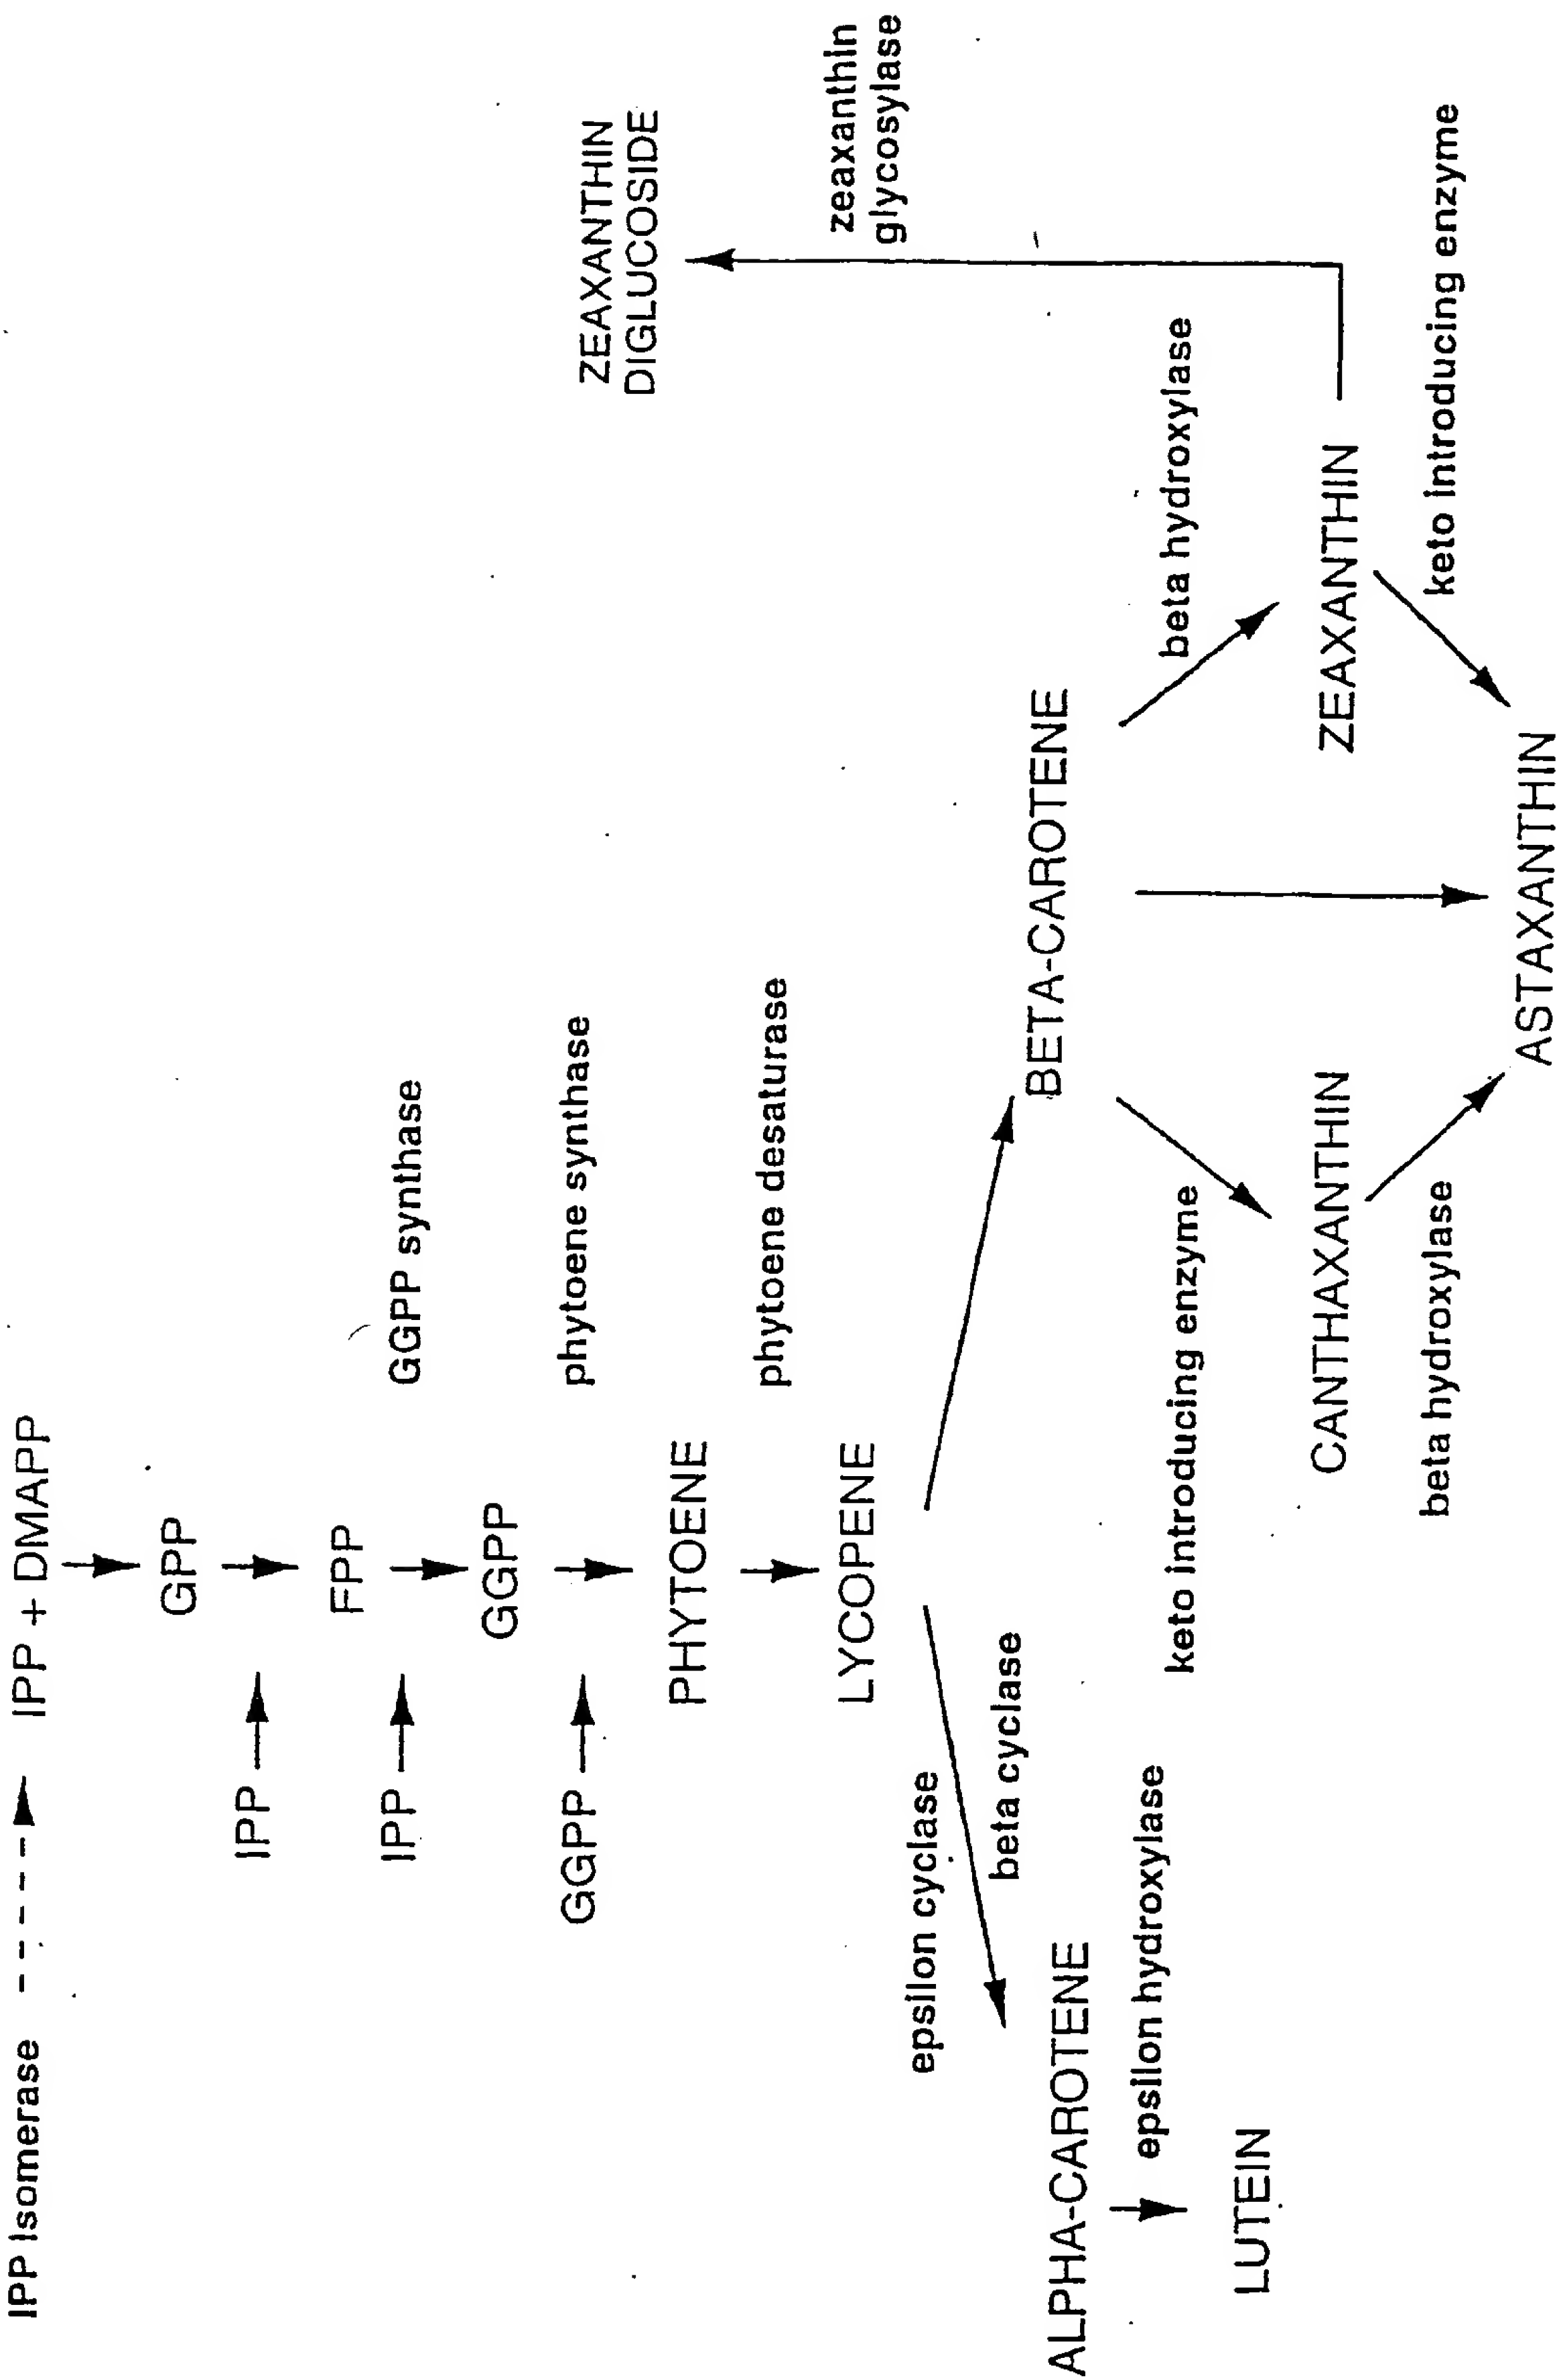 IPP Isomerase
IPP + DMAPP
GPP
IPP
FPP
IPP
GGPP synthase
GGPP
GGPP
phytoene synthase
PHYTOENE
phytoene desaturase
LYCOPENE
epsilon cyclase
beta cyclase
ALPHA-CAROTENE
epsilon hydroxylase
LUTEIN
BETA-CAROTENE
keto introducing enzyme
beta hydroxylase
CANTHAXANTHIN
ZEAXANTHIN
beta hydroxylase
keto introducing enzyme
ASTAXANTHIN
ZEAXANTHIN
DIGLUCOSIDE
zeaxanthin
glycosylase